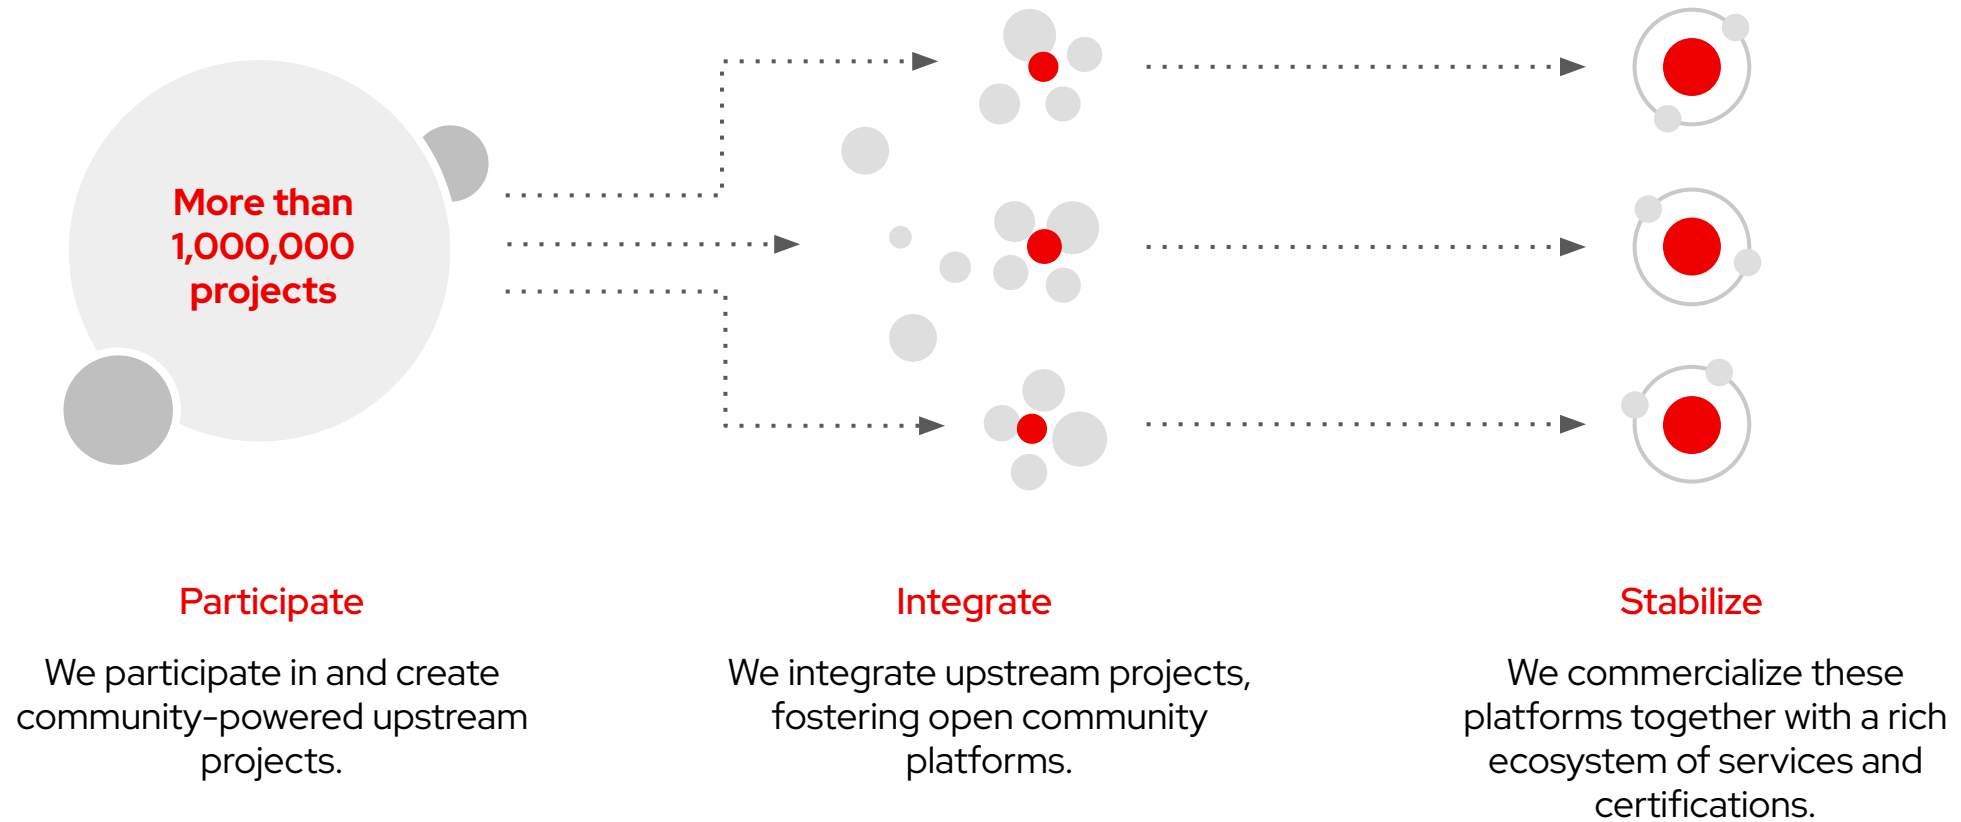 More than
1,000,000
projects
Participate
We participate in and create
community-powered upstream
projects.
Integrate
We integrate upstream projects,
fostering open community
platforms.
Stabilize
We commercialize these
platforms together with a rich
ecosystem of services and
certifications.